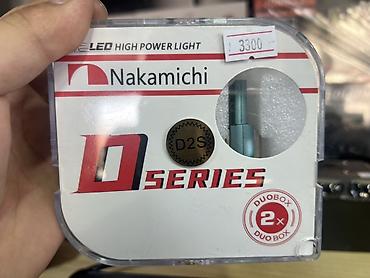 LED HIGH POWER LIGHT
3300
Nakamichi
D2S
D SERIES
DUOBOX
2x
DUOBOX